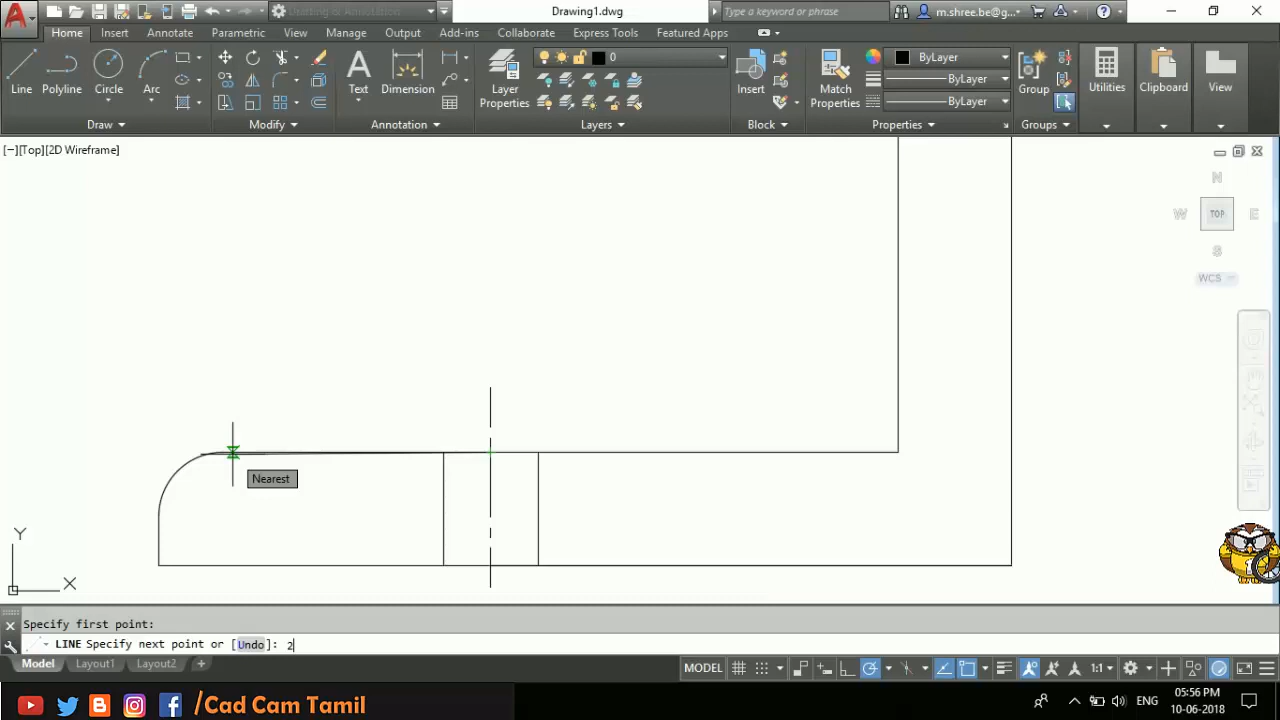 Drafting & Annotation
Drawing1.dwg
Type a keyword or phrase
m.shree.be@g...
Home Insert Annotate Parametric View Manage Output Add-ins Collaborate Express Tools Featured Apps
Line Polyline Circle Arc
Text Dimension
Layer Properties
0
Insert
Match Properties
ByLayer
ByLayer
ByLayer
Group
Utilities
Clipboard
View
Draw Modify Annotation Layers Block Properties Groups
[−][Top][2D Wireframe]
N
W TOP E
S
WCS
Nearest
Y
X
Specify first point:
LINE Specify next point or [Undo]: 2
Model Layout1 Layout2 +
MODEL
1:1
/Cad Cam Tamil
ENG
05:56 PM
10-06-2018